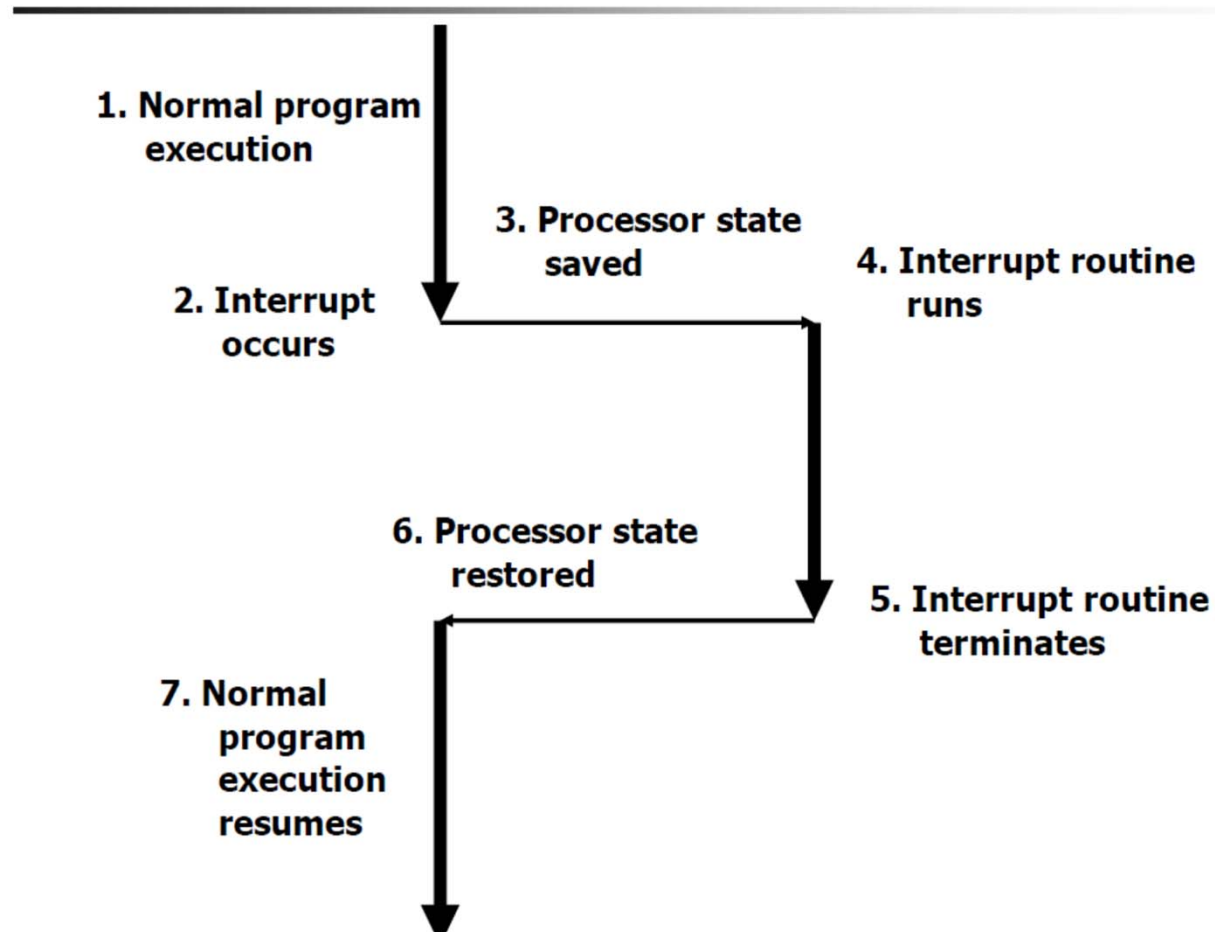 1. Normal program
execution
2. Interrupt
occurs
3. Processor state
saved
4. Interrupt routine
runs
5. Interrupt routine
terminates
6. Processor state
restored
7. Normal
program
execution
resumes